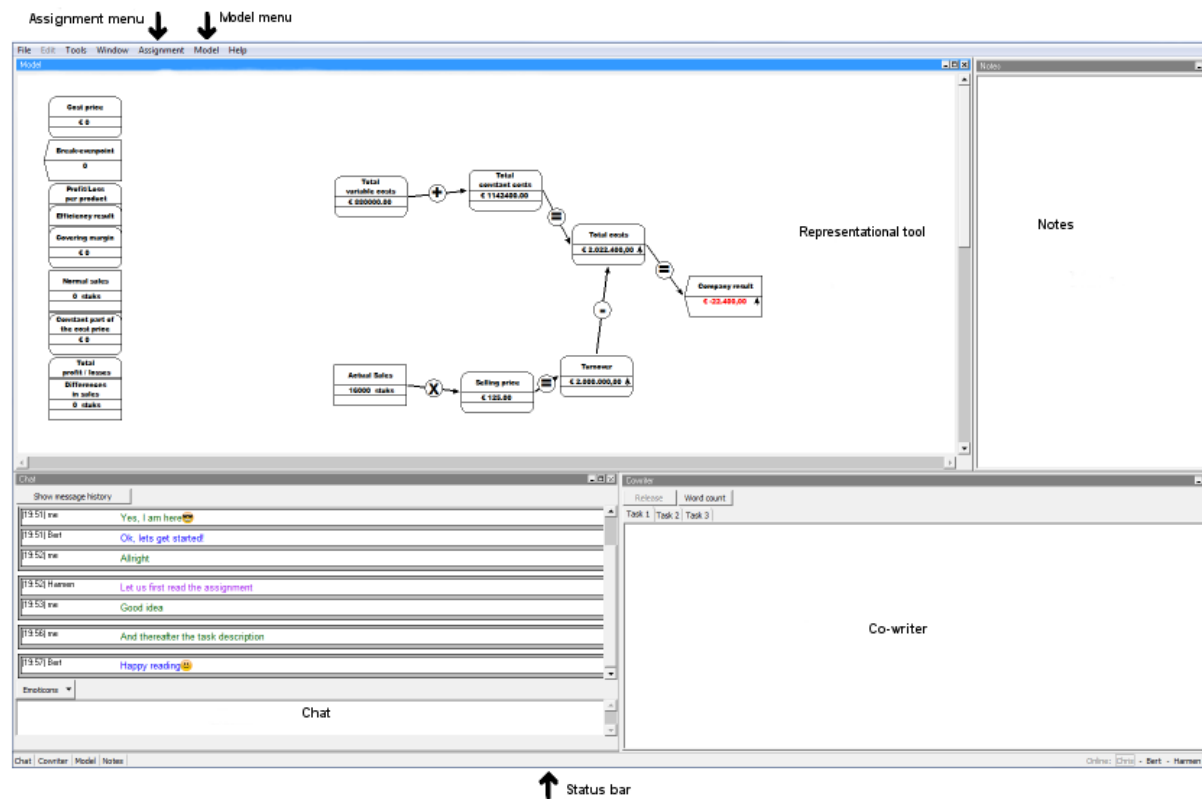 Assignment menu
Model menu
File Edit Tools Window Assignment Model Help
Model
Notes
Cost price
€ 0
Break-evenpoint
0
Profit/Loss
per product
Efficiency result
Covering margin
€ 0
Normal sales
0 stuks
Constant part of
the cost price
€ 0
Total
profit / losses
Differences
in sales
0 stuks
Total
variable costs
€ 880000.00
+
Total
constant costs
€ 1142400.00
=
Total costs
€ 2.022.400,00
=
Company result
€ -22.400,00
-
Actual Sales
16000 stuks
X
Selling price
€ 125.00
=
Turnover
€ 2.000.000,00
Representational tool
Notes
Chat
Show message history
[19:51] me Yes, I am here
[19:51] Bert Ok, lets get started!
[19:52] me Allright
[19:52] Harmen Let us first read the assignment
[19:53] me Good idea
[19:56] me And thereafter the task description
[19:57] Bert Happy reading
Emoticons
Chat
Cowriter
Release Word count
Task 1 Task 2 Task 3
Co-writer
Chat Cowriter Model Notes
Online: Chris - Bert - Harmen
Status bar